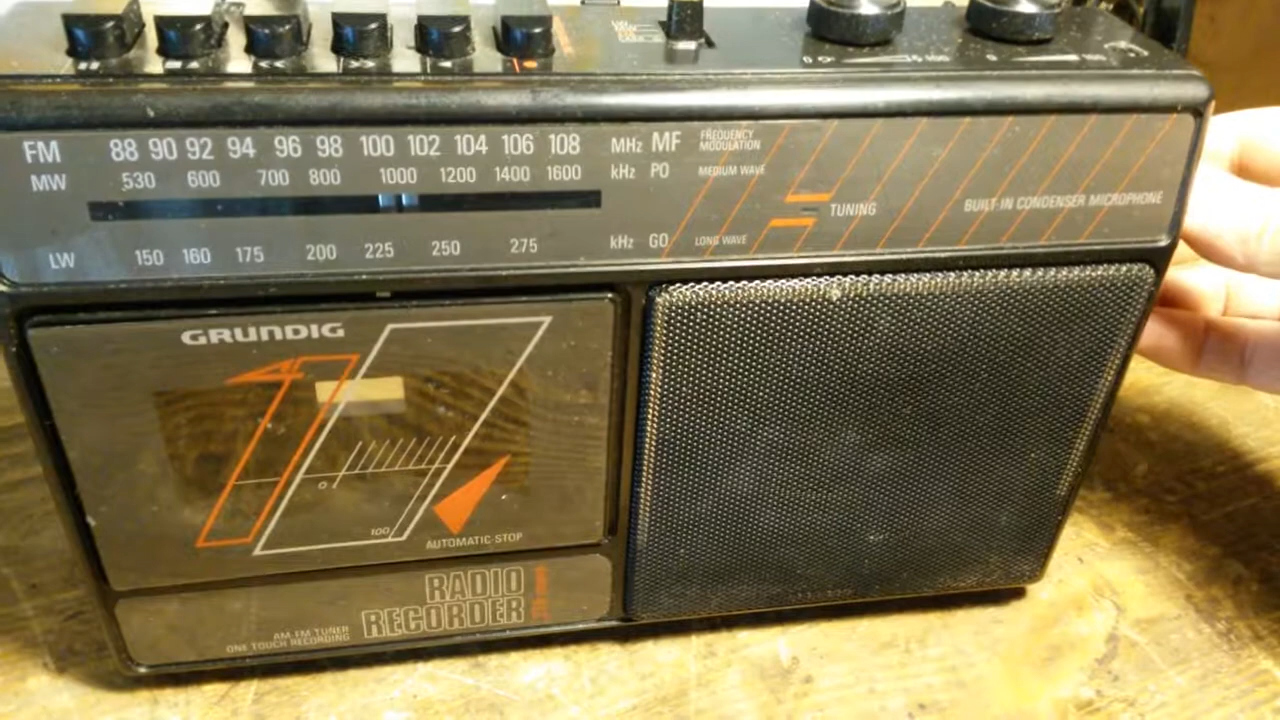 FM 88 90 92 94 96 98 100 102 104 106 108 MHz MF FREQUENCY MODULATION
MW 530 600 700 800 1000 1200 1400 1600 kHz PO MEDIUM WAVE
TUNING
BUILT-IN CONDENSER MICROPHONE
LW 150 160 175 200 225 250 275 kHz GO LONG WAVE
GRUNDIG
0
100
AUTOMATIC-STOP
RADIO
RECORDER
AM FM TUNER
ONE TOUCH RECORDING